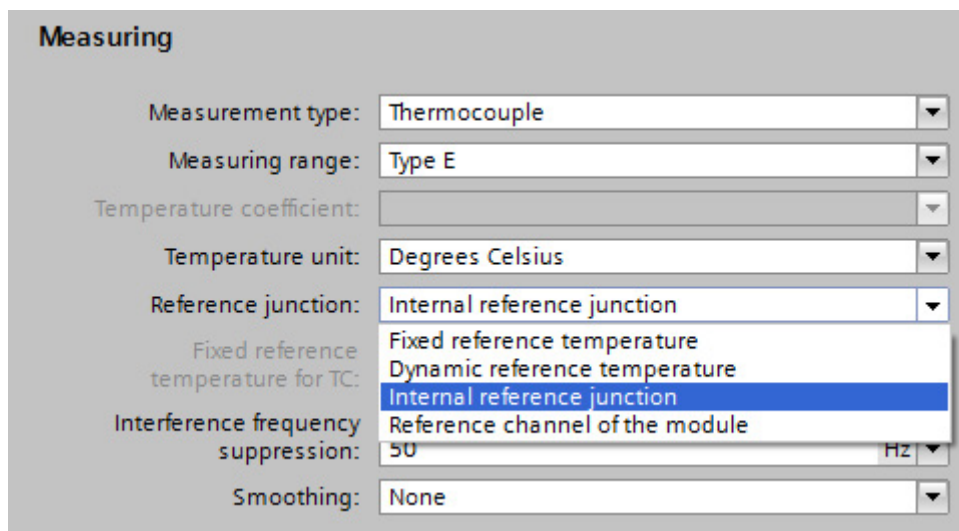 Measuring
Measurement type: Thermocouple
Measuring range: Type E
Temperature coefficient:
Temperature unit: Degrees Celsius
Reference junction: Internal reference junction
Fixed reference temperature
Dynamic reference temperature
Internal reference junction
Reference channel of the module
Fixed reference
temperature for TC:
Interference frequency
suppression: 50 Hz
Smoothing: None